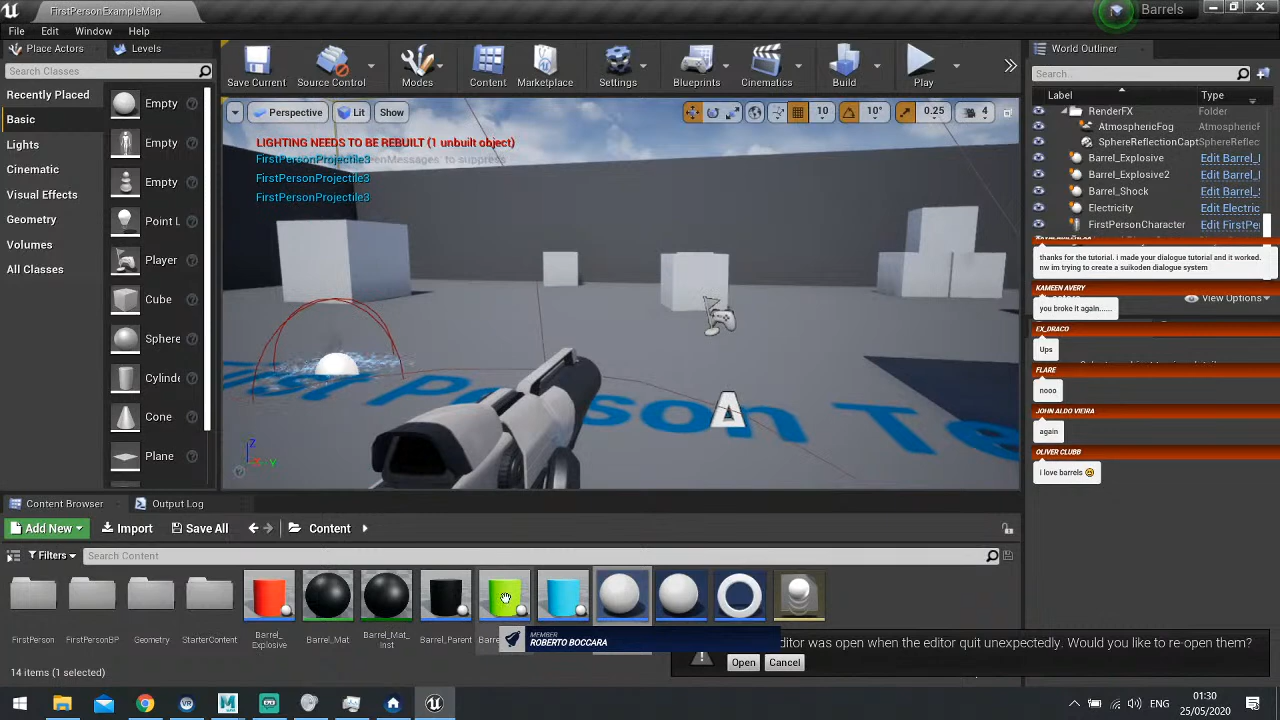 FirstPersonExampleMap
Barrels
File Edit Window Help
Place Actors Levels
Search Classes
Recently Played
Basic
Lights
Cinematic
Visual Effects
Geometry
Volumes
All Classes
Empty
Empty
Empty
Point L
Player
Cube
Sphere
Cylinde
Cone
Plane
Save Current Source Control Modes Content Marketplace Settings Blueprints Cinematics Build Play
Perspective Lit Show
10 10° 0.25 4
LIGHTING NEEDS TO BE REBUILT (1 unbuilt object)
FirstPersonProjectile3
to suppress
FirstPersonProjectile3
FirstPersonProjectile3
Z
Y
World Outliner
Search..
Label Type
RenderFX Folder
AtmosphericFog AtmosphericF
SphereReflectionCapt SphereReflec
Barrel_Explosive Edit Barrel_
Barrel_Explosive2 Edit Barrel_
Barrel_Shock Edit Barrel_
Electricity Edit Electric
FirstPersonCharacter Edit FirstPe
thanks for the tutorial. i made your dialogue tutorial and it worked.
nw im trying to create a suikoden dialogue system
KAMEEN AVERY
View Options
you broke it again......
EX_DRACO
Ups
FLARE
nooo
JOHN ALDO VIEIRA
again
OLIVER CLUBB
I love barrels
Content Browser Output Log
Add New Import Save All Content
Filters Search Content
FirstPerson FirstPersonBP Geometry StarterContent Barrel_
Explosive Barrel_Mat Barrel_Mat_
Inst Barrel_Parent
MEMBER
ROBERTO BOCCARA
ditor was open when the editor quit unexpectedly. Would you like to re-open them?
Open Cancel
14 items (1 selected)
ENG
01:30
25/05/2020